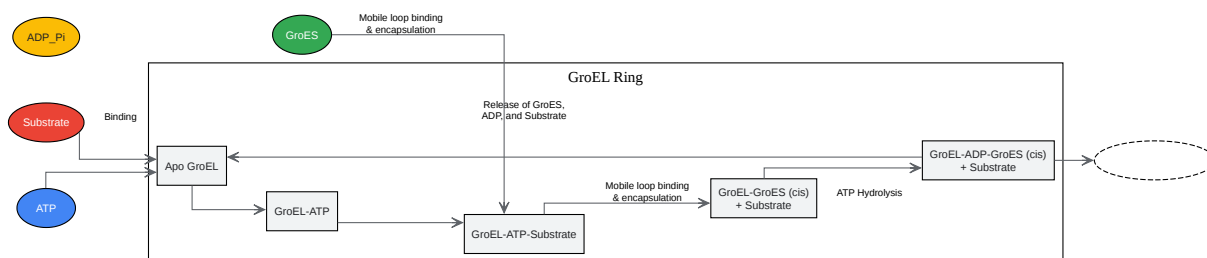 Mobile loop binding
& encapsulation
ADP_Pi
GroES
GroEL Ring
Release of GroES,
ADP, and Substrate
Substrate
Binding
Apo GroEL
GroEL-ADP-GroES (cis)
+ Substrate
Mobile loop binding
& encapsulation
GroEL-GroES (cis)
+ Substrate
ATP Hydrolysis
ATP
GroEL-ATP
GroEL-ATP-Substrate